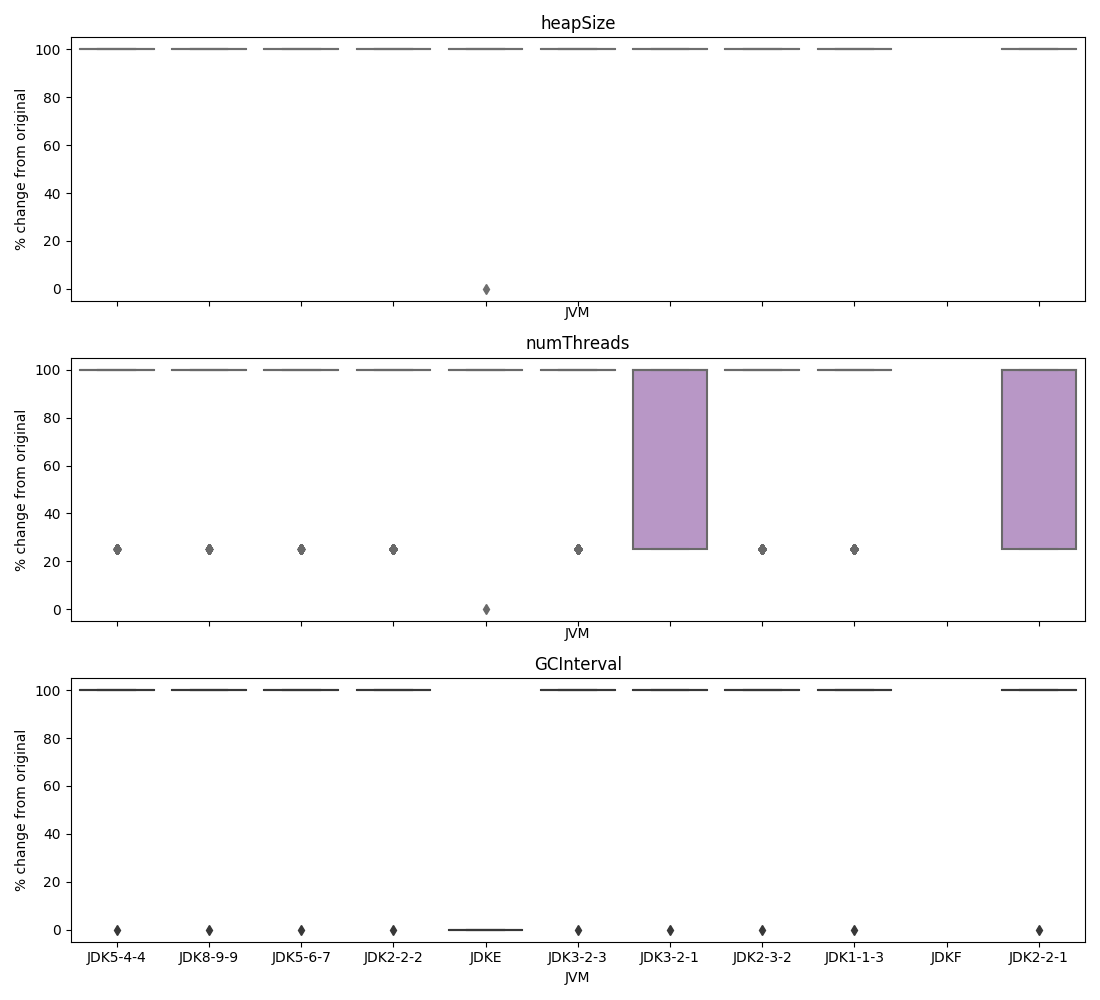 heapSize
100
80
60
40
20
0
% change from original
JVM
numThreads
100
80
60
40
20
0
% change from original
JVM
GCInterval
100
80
60
40
20
0
% change from original
JDK5-4-4 JDK8-9-9 JDK5-6-7 JDK2-2-2 JDKE JDK3-2-3 JDK3-2-1 JDK2-3-2 JDK1-1-3 JDKF JDK2-2-1
JVM